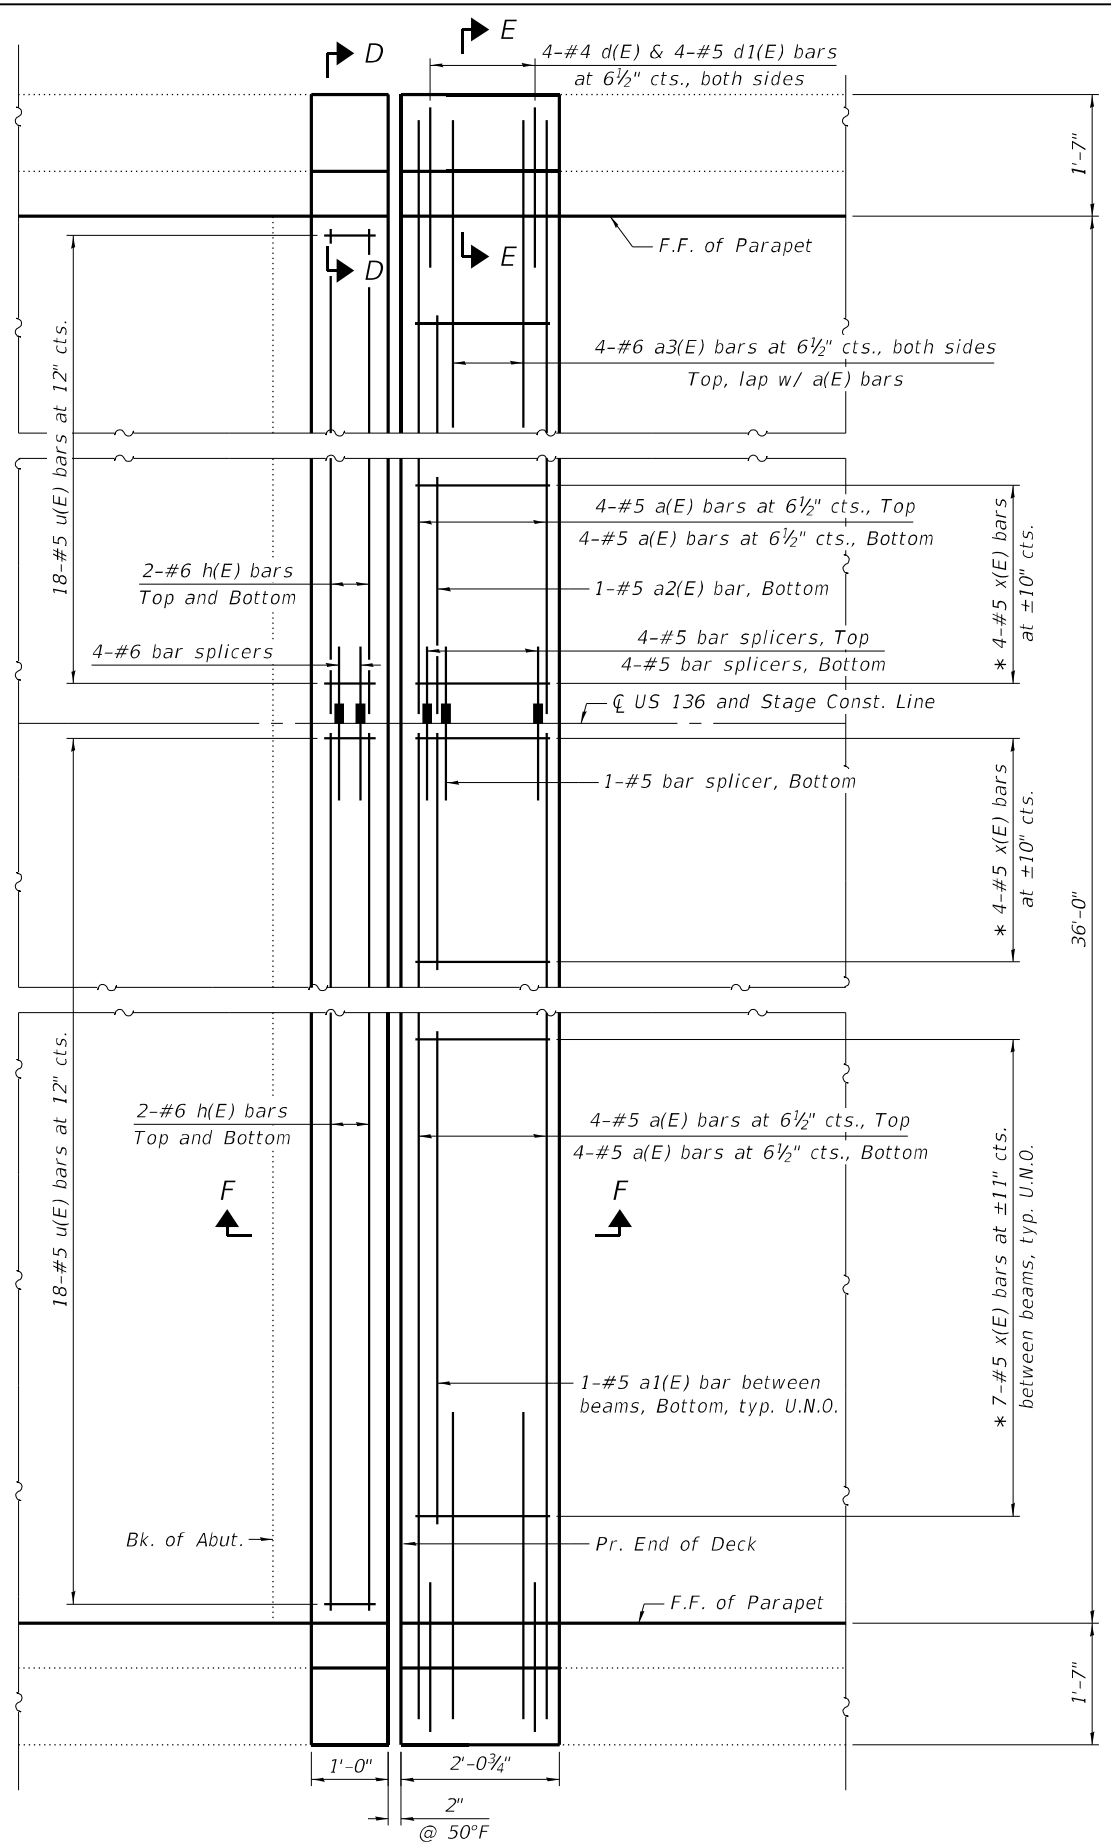 D
E
4-#4 d(E) & 4-#5 d1(E) bars
at 6½" cts., both sides
1'-7"
F.F. of Parapet
D
E
18-#5 u(E) bars at 12" cts.
4-#6 a3(E) bars at 6½" cts., both sides
Top, lap w/ a(E) bars
4-#5 a(E) bars at 6½" cts., Top
4-#5 a(E) bars at 6½" cts., Bottom
* 4-#5 x(E) bars
at ±10" cts.
2-#6 h(E) bars
Top and Bottom
1-#5 a2(E) bar, Bottom
4-#6 bar splicers
4-#5 bar splicers, Top
4-#5 bar splicers, Bottom
℄ US 136 and Stage Const. Line
1-#5 bar splicer, Bottom
* 4-#5 x(E) bars
at ±10" cts.
36'-0"
18-#5 u(E) bars at 12" cts.
2-#6 h(E) bars
Top and Bottom
4-#5 a(E) bars at 6½" cts., Top
4-#5 a(E) bars at 6½" cts., Bottom
F
F
* 7-#5 x(E) bars at ±11" cts.
between beams, typ. U.N.O.
1-#5 a1(E) bar between
beams, Bottom, typ. U.N.O.
Bk. of Abut.
Pr. End of Deck
F.F. of Parapet
1'-7"
1'-0"
2'-0¾"
2"
@ 50°F